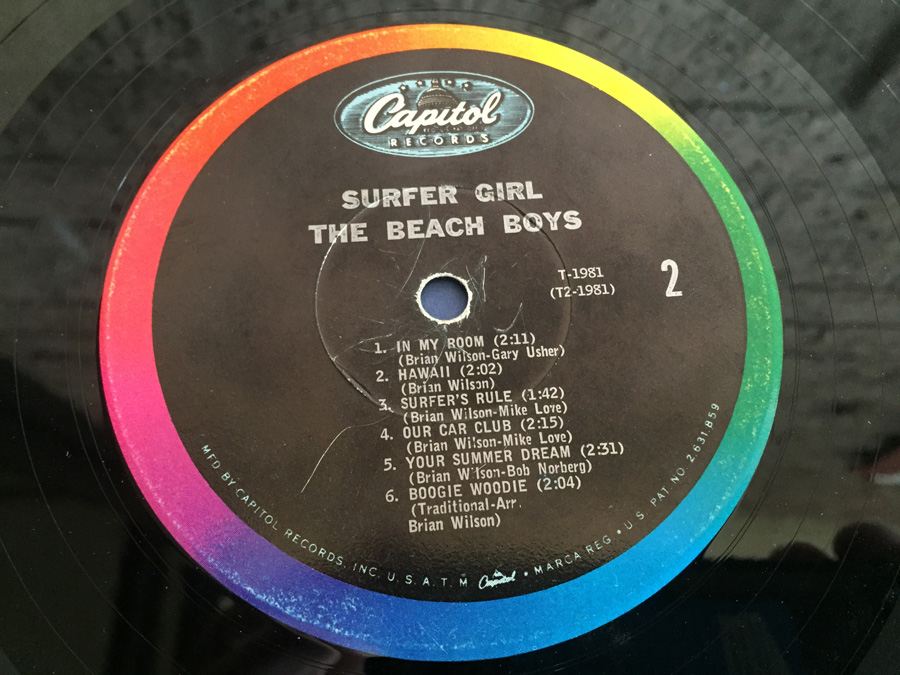 Capitol
RECORDS
SURFER GIRL
THE BEACH BOYS
T-1981
(T2-1981)
2
1. IN MY ROOM (2:11)
(Brian Wilson-Gary Usher)
2. HAWAII (2:02)
(Brian Wilson)
3. SURFER'S RULE (1:42)
(Brian Wilson-Mike Love)
4. OUR CAR CLUB (2:15)
(Brian Wilson-Mike Love)
5. YOUR SUMMER DREAM (2:31)
(Brian Wilson-Bob Norberg)
6. BOOGIE WOODIE (2:04)
(Traditional-Arr.
Brian Wilson)
MFD BY CAPITOL RECORDS, INC. U.S.A. T.M. Capitol • MARCA REG • U.S. PAT NO. 2,631,859